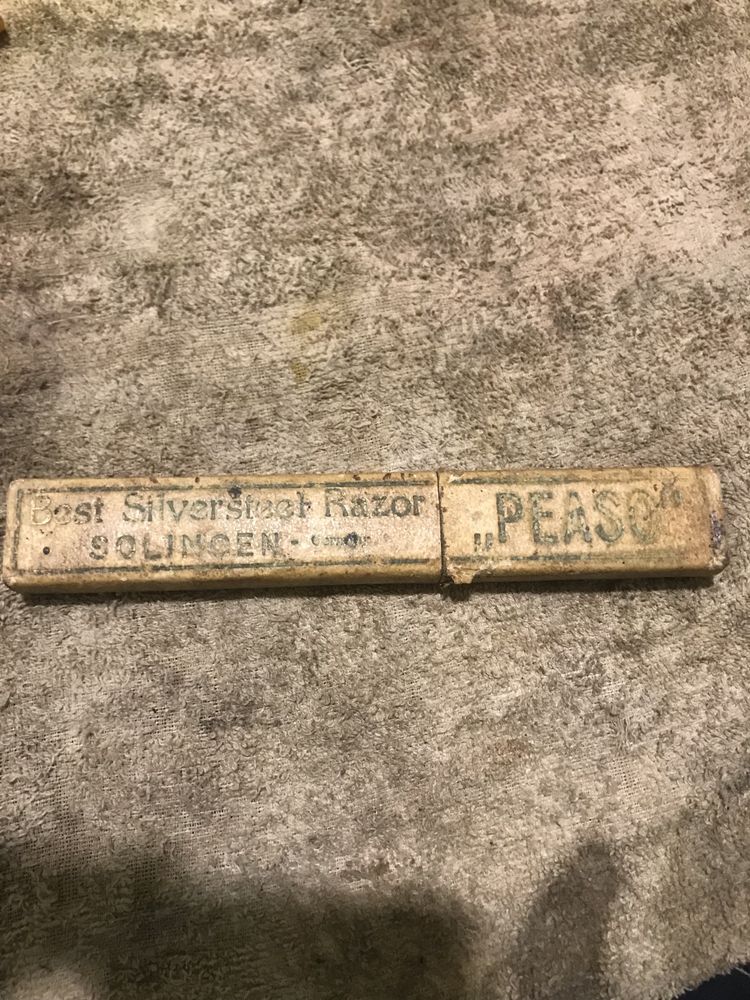 Best Silversteel Razor
SOLINGEN-
„PEASO“